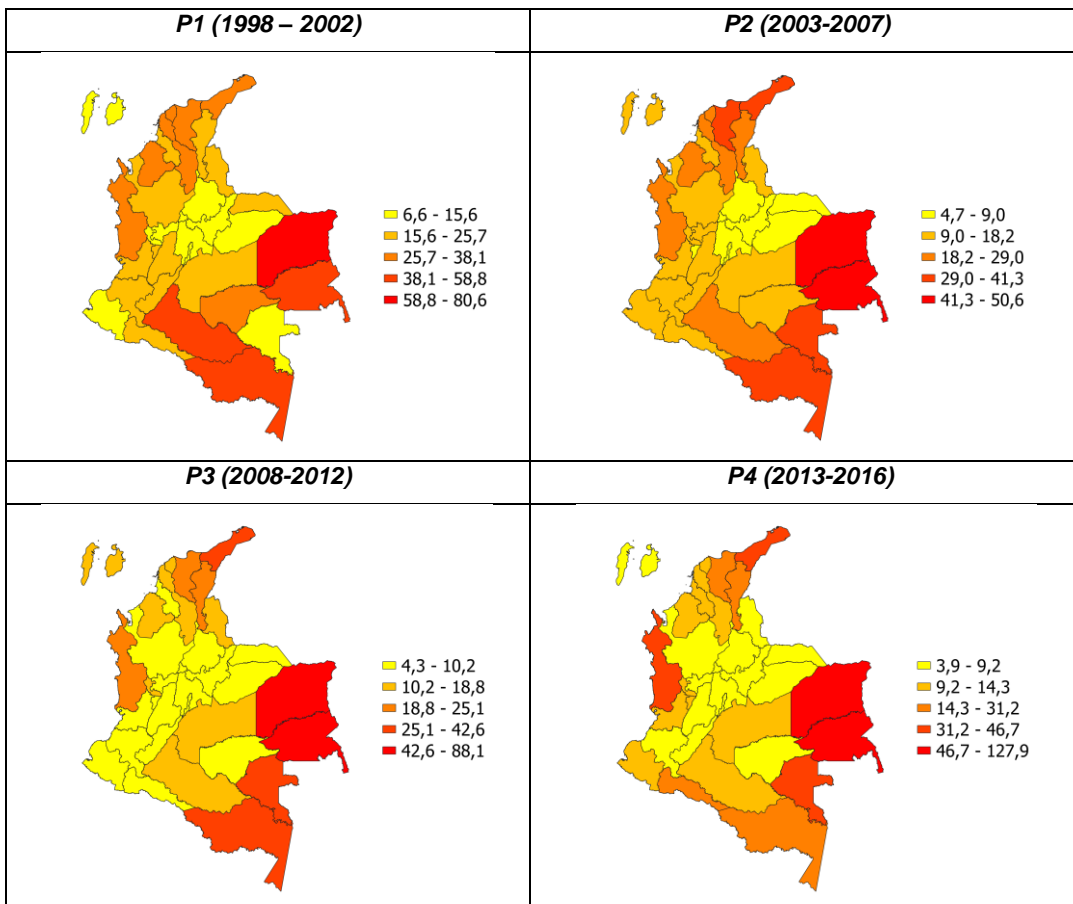 P1 (1998 – 2002)
P2 (2003-2007)
6,6 - 15,6
15,6 - 25,7
25,7 - 38,1
38,1 - 58,8
58,8 - 80,6
4,7 - 9,0
9,0 - 18,2
18,2 - 29,0
29,0 - 41,3
41,3 - 50,6
P3 (2008-2012)
P4 (2013-2016)
4,3 - 10,2
10,2 - 18,8
18,8 - 25,1
25,1 - 42,6
42,6 - 88,1
3,9 - 9,2
9,2 - 14,3
14,3 - 31,2
31,2 - 46,7
46,7 - 127,9